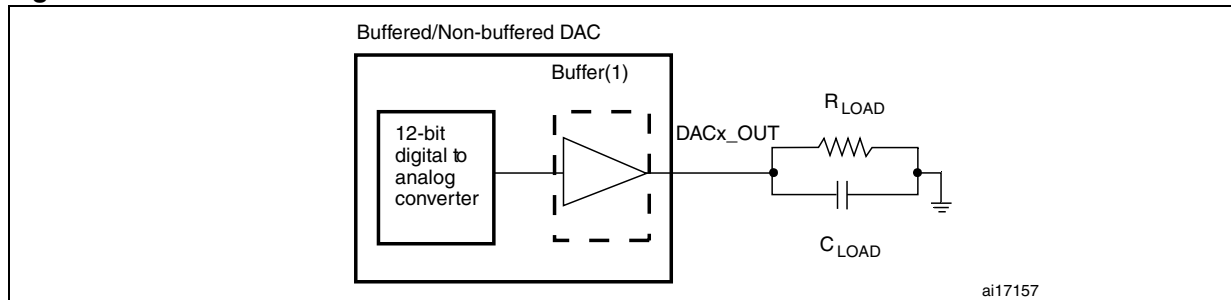 Buffered/Non-buffered DAC
Buffer(1)
12-bit
digital to
analog
converter
DACx_OUT
R LOAD
C LOAD
ai17157